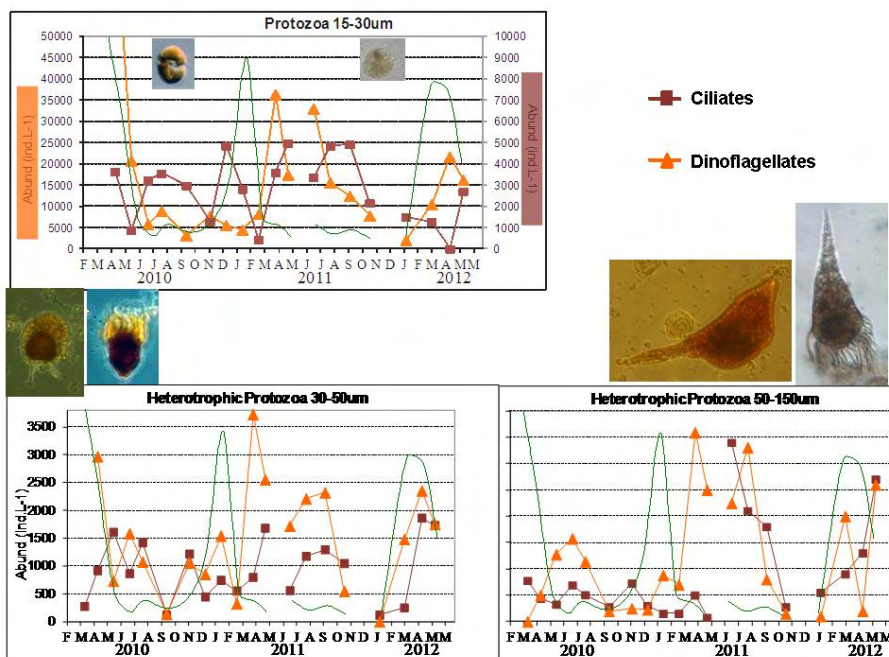 Protozoa 15-30um
50000
45000
40000
35000
30000
25000
20000
15000
10000
5000
0
Abund (ind.L-1)
10000
9000
8000
7000
6000
5000
4000
3000
2000
1000
0
Abund (ind.L-1)
F M A M J J A S O N D J F M A M J J A S O N D J F M A M M
2010 2011 2012
Ciliates
Dinoflagellates
Heterotrophic Protozoa 30-50um
3500
3000
2500
2000
1500
1000
500
0
Abund (Ind.L-1)
F M A M J J A S O N D J F M A M J J A S O N D J F M A M M
2010 2011 2012
Heterotrophic Protozoa 50-150um
F M A M J J A S O N D J F M A M J J A S O N D J F M A M M
2010 2011 2012